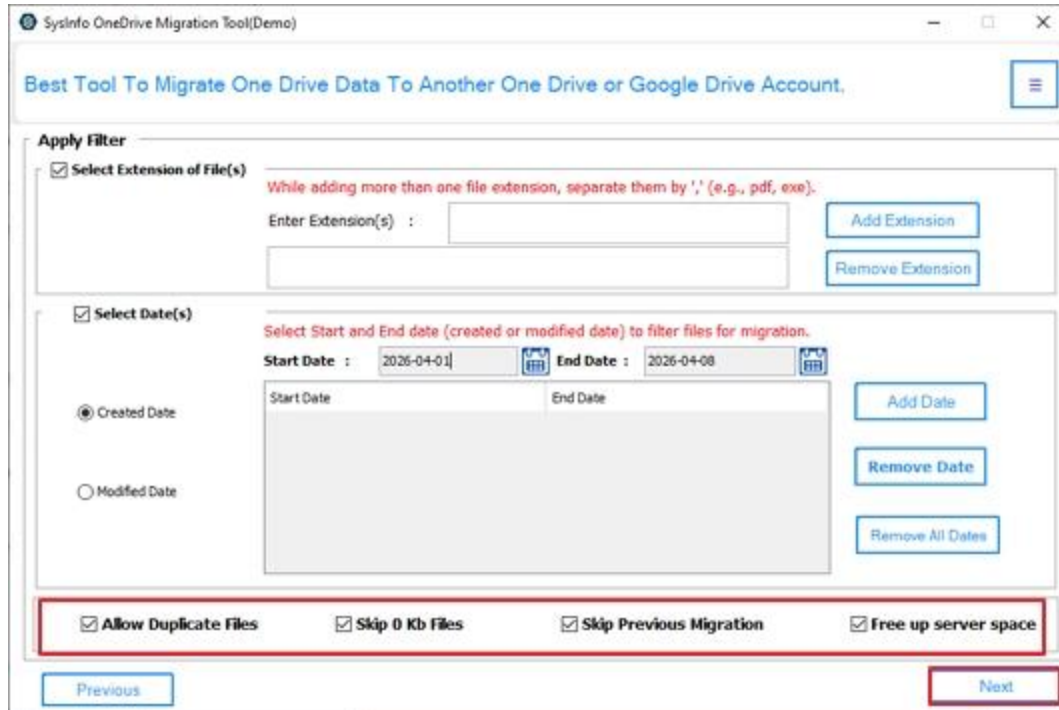 SysInfo OneDrive Migration Tool(Demo)
Best Tool To Migrate One Drive Data To Another One Drive or Google Drive Account.
Apply Filter
Select Extension of File(s)
While adding more than one file extension, separate them by ',' (e.g., pdf, exe).
Enter Extension(s) :
Add Extension
Remove Extension
Select Date(s)
Select Start and End date (created or modified date) to filter files for migration.
Start Date : 2026-04-01 End Date : 2026-04-08
Start Date End Date
Created Date
Add Date
Remove Date
Modified Date
Remove All Dates
Allow Duplicate Files Skip 0 Kb Files Skip Previous Migration Free up server space
Previous Next